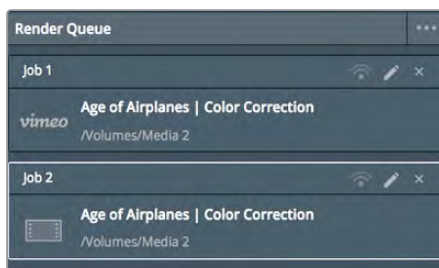 Render Queue
Job 1
vimeo
Age of Airplanes | Color Correction
/Volumes/Media 2
Job 2
Age of Airplanes | Color Correction
/Volumes/Media 2